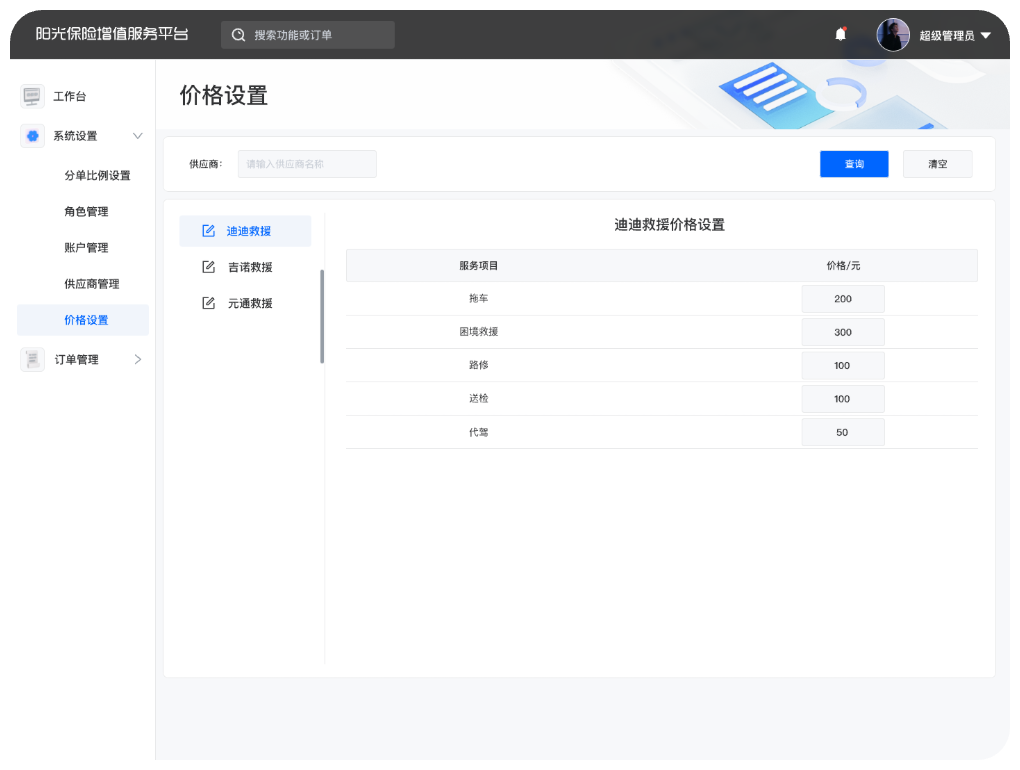 阳光保险增值服务平台
搜索功能或订单
超级管理员
工作台
系统设置
分单比例设置
角色管理
账户管理
供应商管理
价格设置
订单管理
价格设置
供应商：
请输入供应商名称
查询
清空
迪迪救援
吉诺救援
元通救援
迪迪救援价格设置
服务项目 价格/元
拖车 200
困境救援 300
路修 100
送检 100
代驾 50